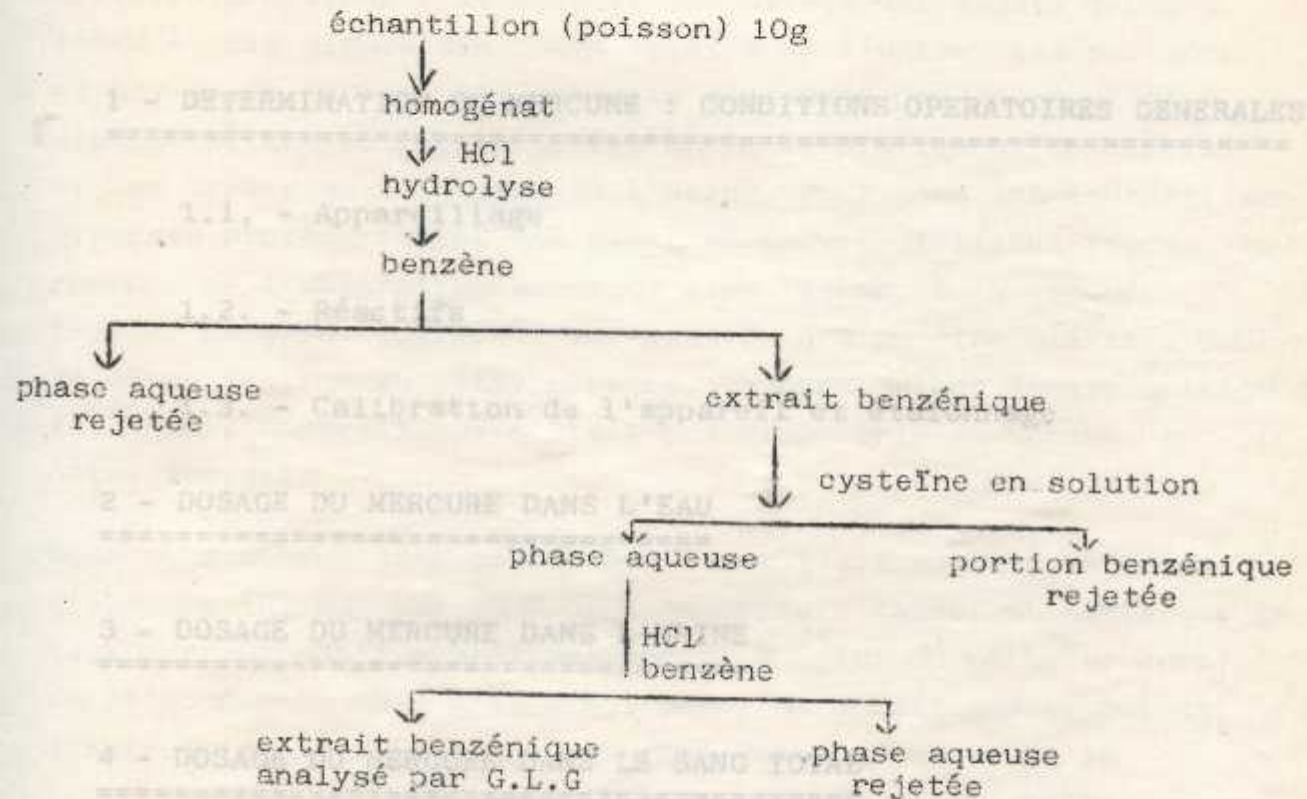 échantillon (poisson) 10g
1 - DETERMINATION DU MERCURE : CONDITIONS OPERATOIRES GENERALES
homogénat
HCl
hydrolyse
1.1. - Appareillage
benzène
1.2. - Réactifs
phase aqueuse
rejetée
extrait benzénique
1.3. - Calibration de l'appareil et étalonnage
cysteïne en solution
2 - DOSAGE DU MERCURE DANS L'EAU
phase aqueuse
portion benzénique
rejetée
3 - DOSAGE DU MERCURE DANS
HCl
benzène
extrait benzénique
analysé par G.L.G
phase aqueuse
rejetée
4 - DOSAGE DU MERCURE DANS LE SANG TOTAL